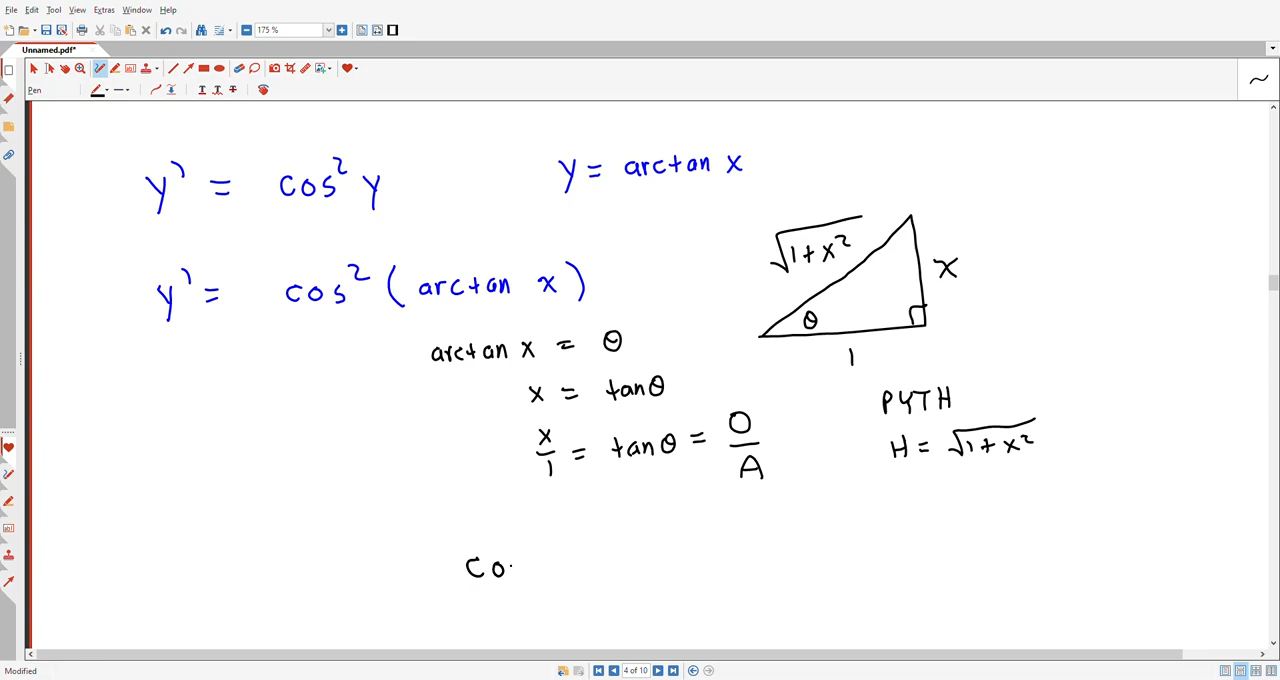 File Edit Tool View Extras Window Help
175 %
Unnamed.pdf*
Pen
y' = cos² y
y = arctan x
y' = cos² ( arctan x )
√1+x²
x
θ
1
arctan x = θ
x = tanθ
x/1 = tanθ = O/A
PYTH
H = √1+x²
Co
Modified
4 of 10